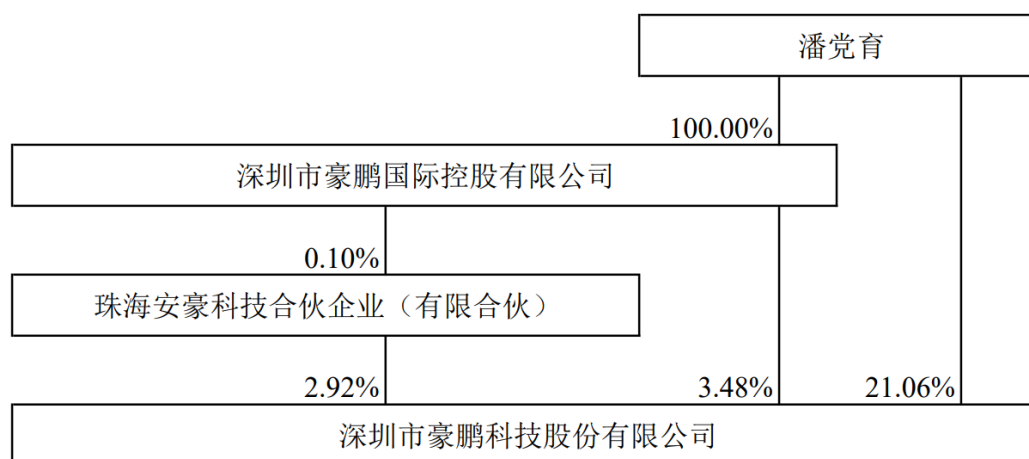 潘党育
100.00%
深圳市豪鹏国际控股有限公司
0.10%
珠海安豪科技合伙企业（有限合伙）
2.92%
3.48%
21.06%
深圳市豪鹏科技股份有限公司